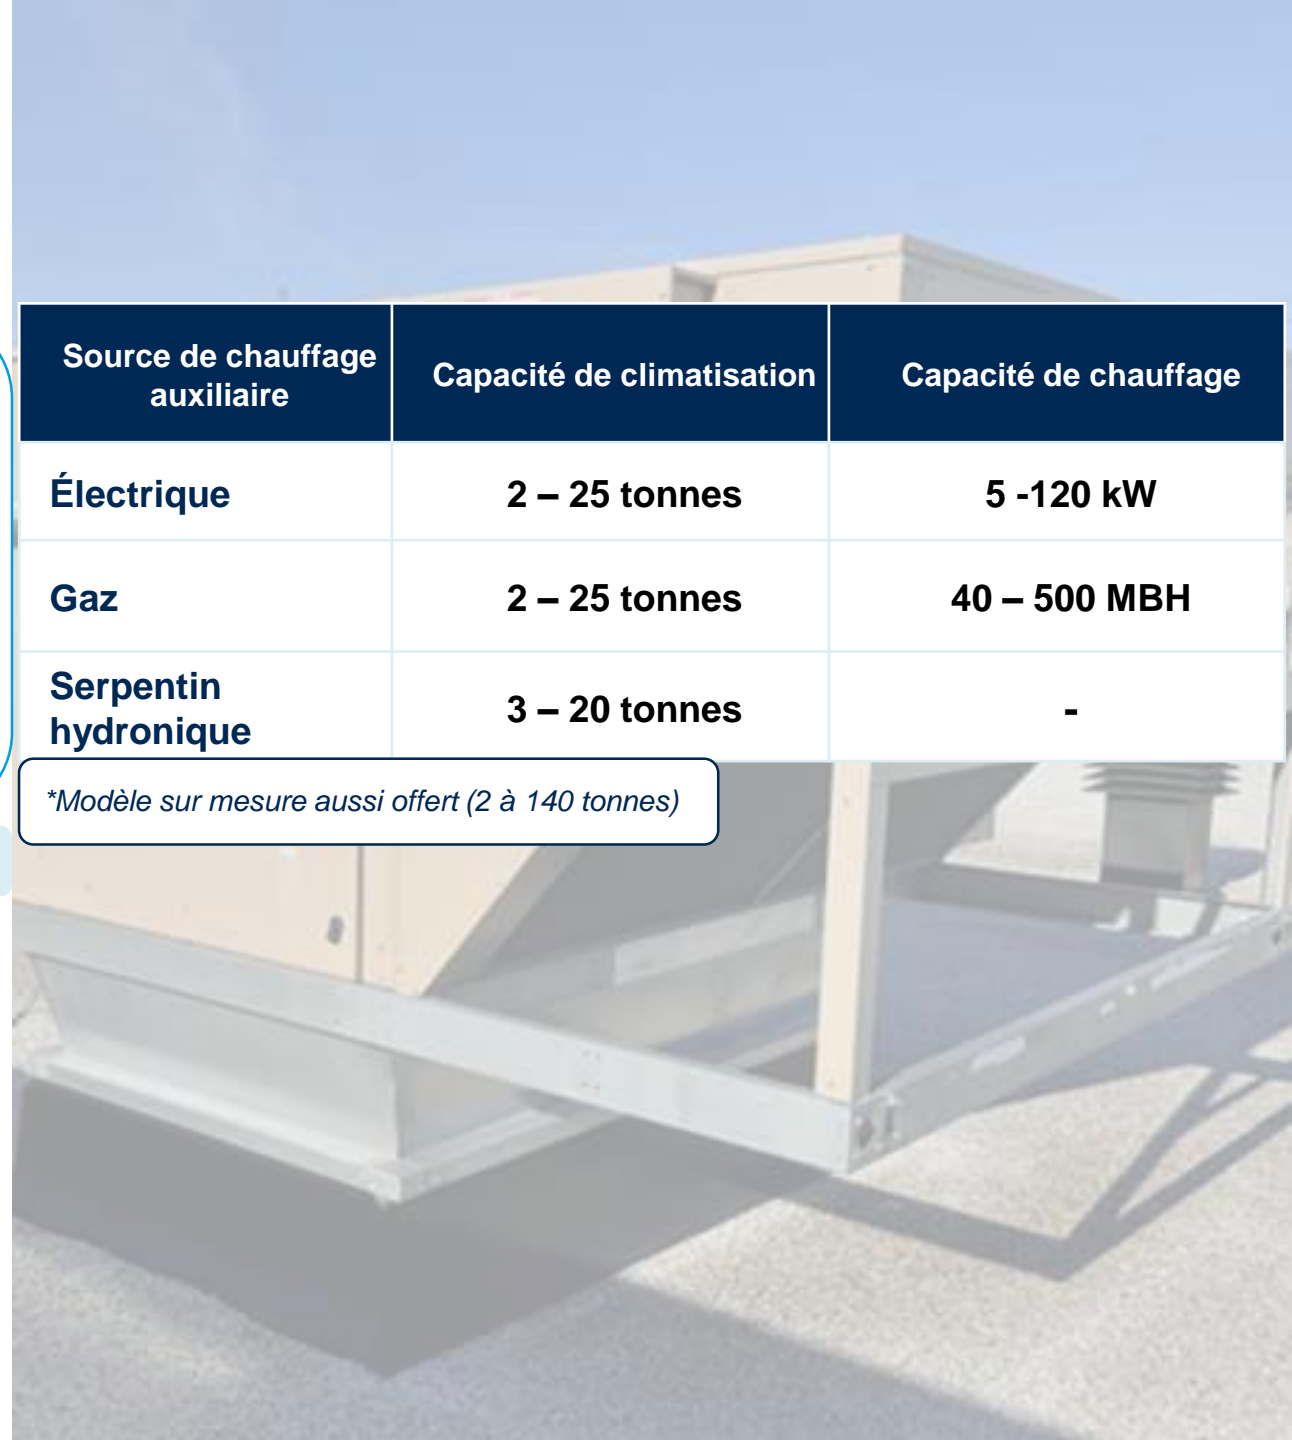 Source de chauffage
auxiliaire
Capacité de climatisation
Capacité de chauffage
Électrique
2 – 25 tonnes
5 -120 kW
Gaz
2 – 25 tonnes
40 – 500 MBH
Serpentin
hydronique
3 – 20 tonnes
-
*Modèle sur mesure aussi offert (2 à 140 tonnes)